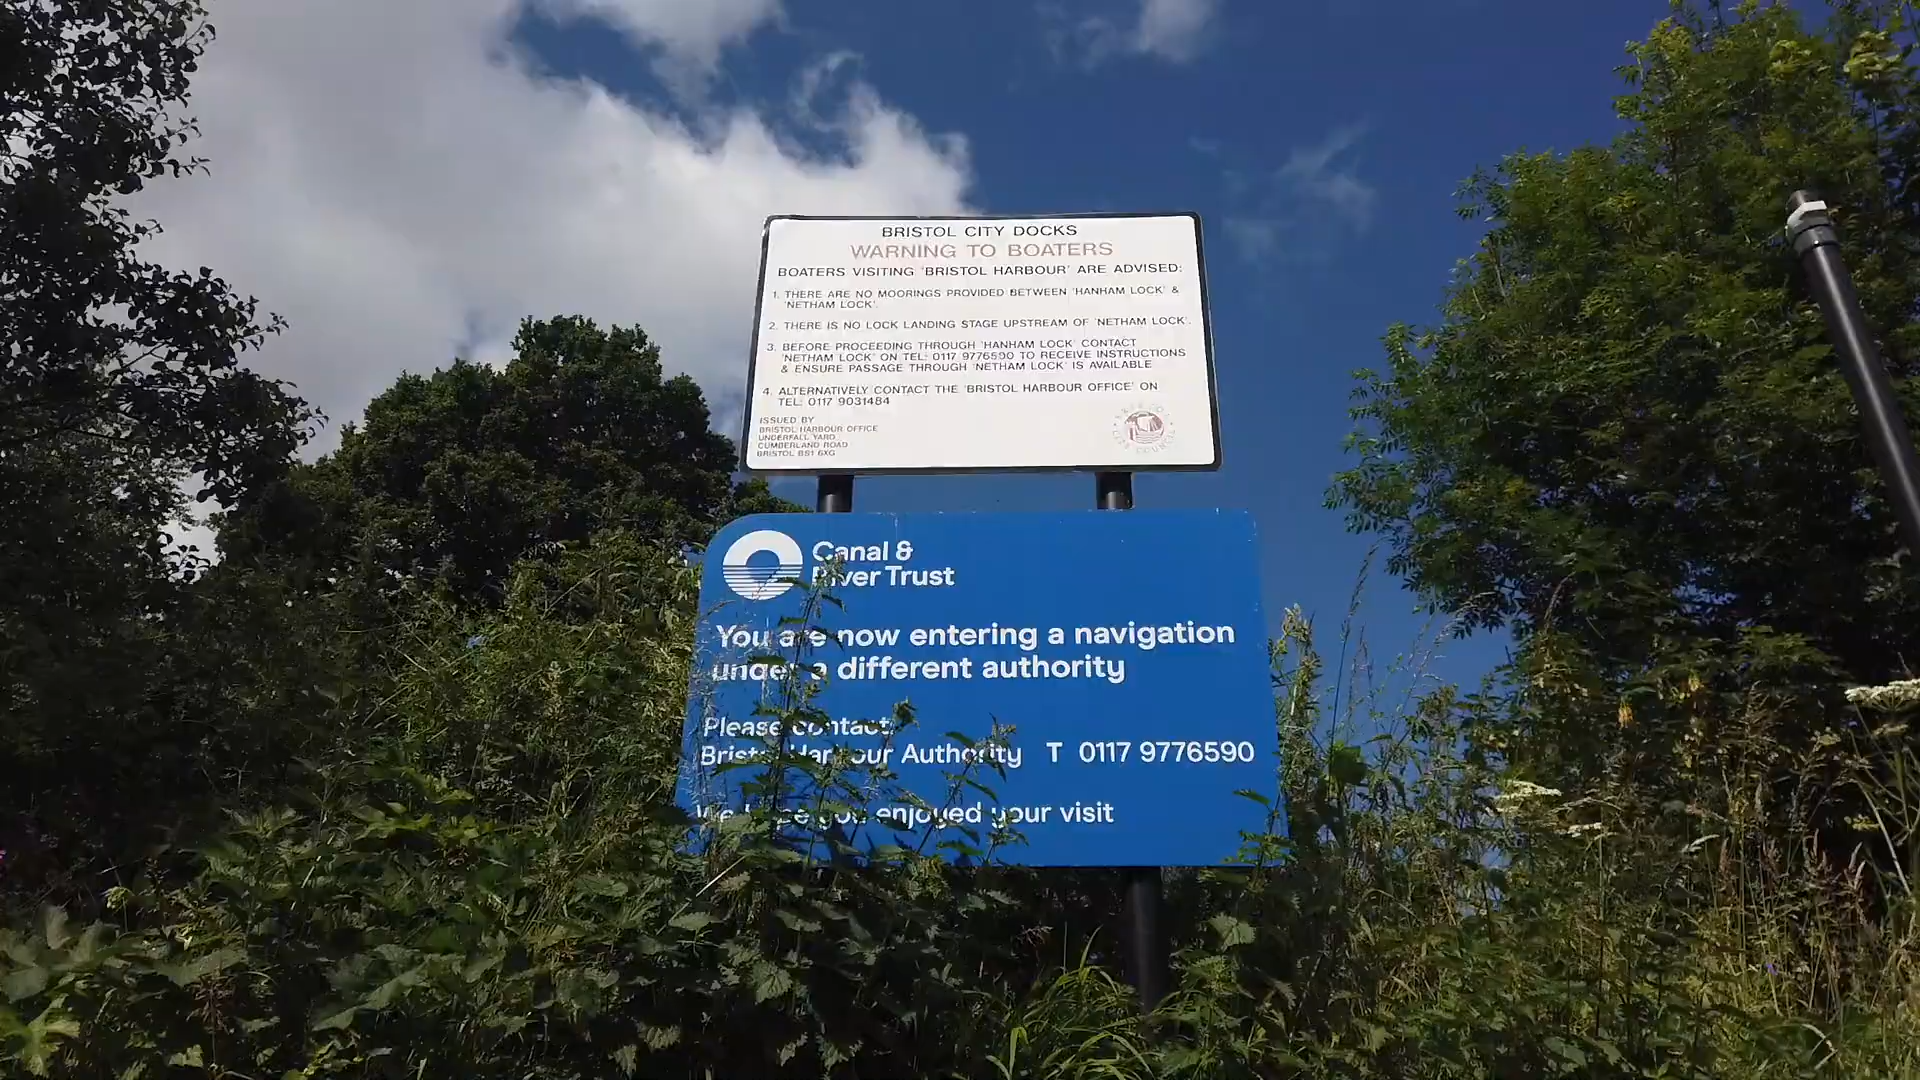 BRISTOL CITY DOCKS
WARNING TO BOATERS
BOATERS VISITING 'BRISTOL HARBOUR' ARE ADVISED:
1. THERE ARE NO MOORINGS PROVIDED BETWEEN 'HANHAM LOCK' &
'NETHAM LOCK'.
2. THERE IS NO LOCK LANDING STAGE UPSTREAM OF 'NETHAM LOCK'.
3. BEFORE PROCEEDING THROUGH 'HANHAM LOCK' CONTACT
'NETHAM LOCK' ON TEL: 0117 9776590 TO RECEIVE INSTRUCTIONS
& ENSURE PASSAGE THROUGH 'NETHAM LOCK' IS AVAILABLE
4. ALTERNATIVELY CONTACT THE 'BRISTOL HARBOUR OFFICE' ON
TEL: 0117 9031484
ISSUED BY
BRISTOL HARBOUR OFFICE
UNDERFALL YARD
CUMBERLAND ROAD
BRISTOL BS1 6XG
Canal &
River Trust
You are now entering a navigation
under a different authority
Please contact:
Bristol Harbour Authority T 0117 9776590
We hope you enjoyed your visit